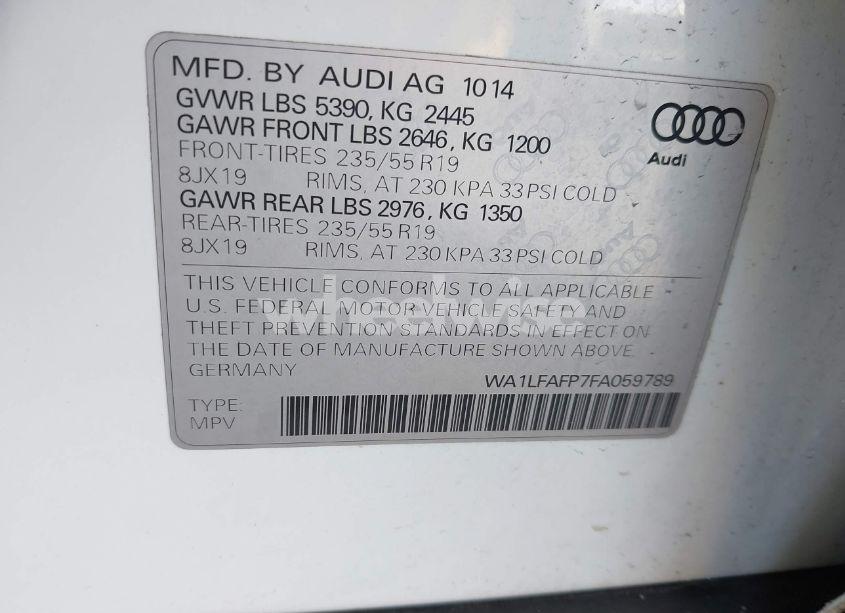 MFD. BY AUDI AG 1014
GVWR LBS 5390, KG 2445
GAWR FRONT LBS 2646, KG 1200
FRONT-TIRES 235/55 R19
8JX19 RIMS, AT 230 KPA 33 PSI COLD
GAWR REAR LBS 2976, KG 1350
REAR-TIRES 235/55 R19
8JX19 RIMS, AT 230 KPA 33 PSI COLD
Audi
THIS VEHICLE CONFORMS TO ALL APPLICABLE
U.S. FEDERAL MOTOR VEHICLE SAFETY AND
THEFT PREVENTION STANDARDS IN EFFECT ON
THE DATE OF MANUFACTURE SHOWN ABOVE.
GERMANY
WA1LFAFP7FA059789
TYPE:
MPV
wheelwise